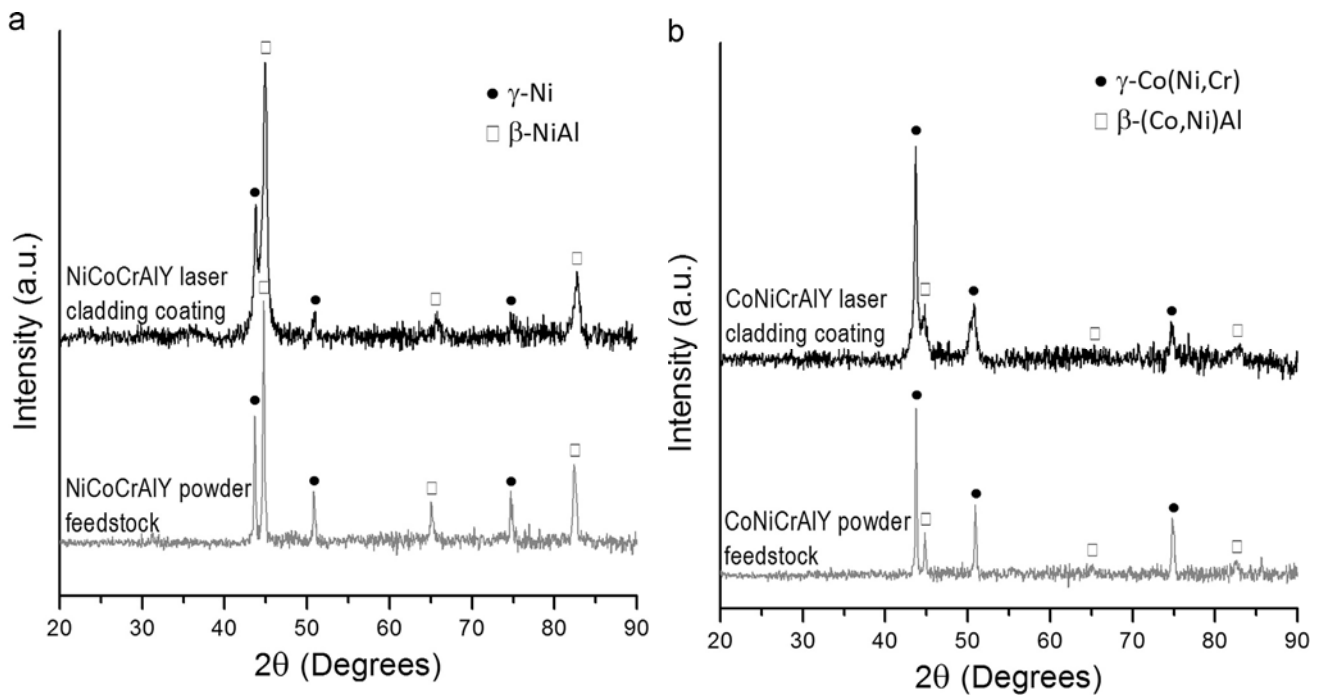 a
γ-Ni
β-NiAl
NiCoCrAlY laser
cladding coating
NiCoCrAlY powder
feedstock
Intensity (a.u.)
20 30 40 50 60 70 80 90
2θ (Degrees)
b
γ-Co(Ni,Cr)
β-(Co,Ni)Al
CoNiCrAlY laser
cladding coating
CoNiCrAlY powder
feedstock
Intensity (a.u.)
20 30 40 50 60 70 80 90
2θ (Degrees)